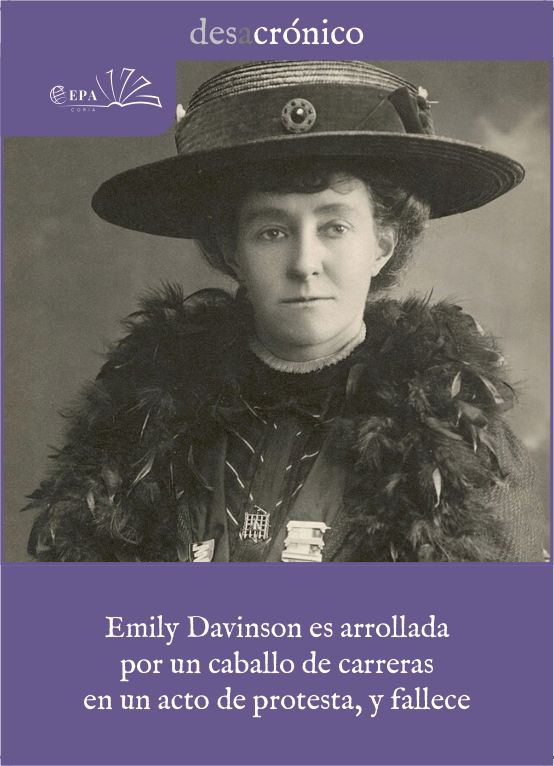 desacrónico
EPA
CORIA
Emily Davinson es arrollada
por un caballo de carreras
en un acto de protesta, y fallece